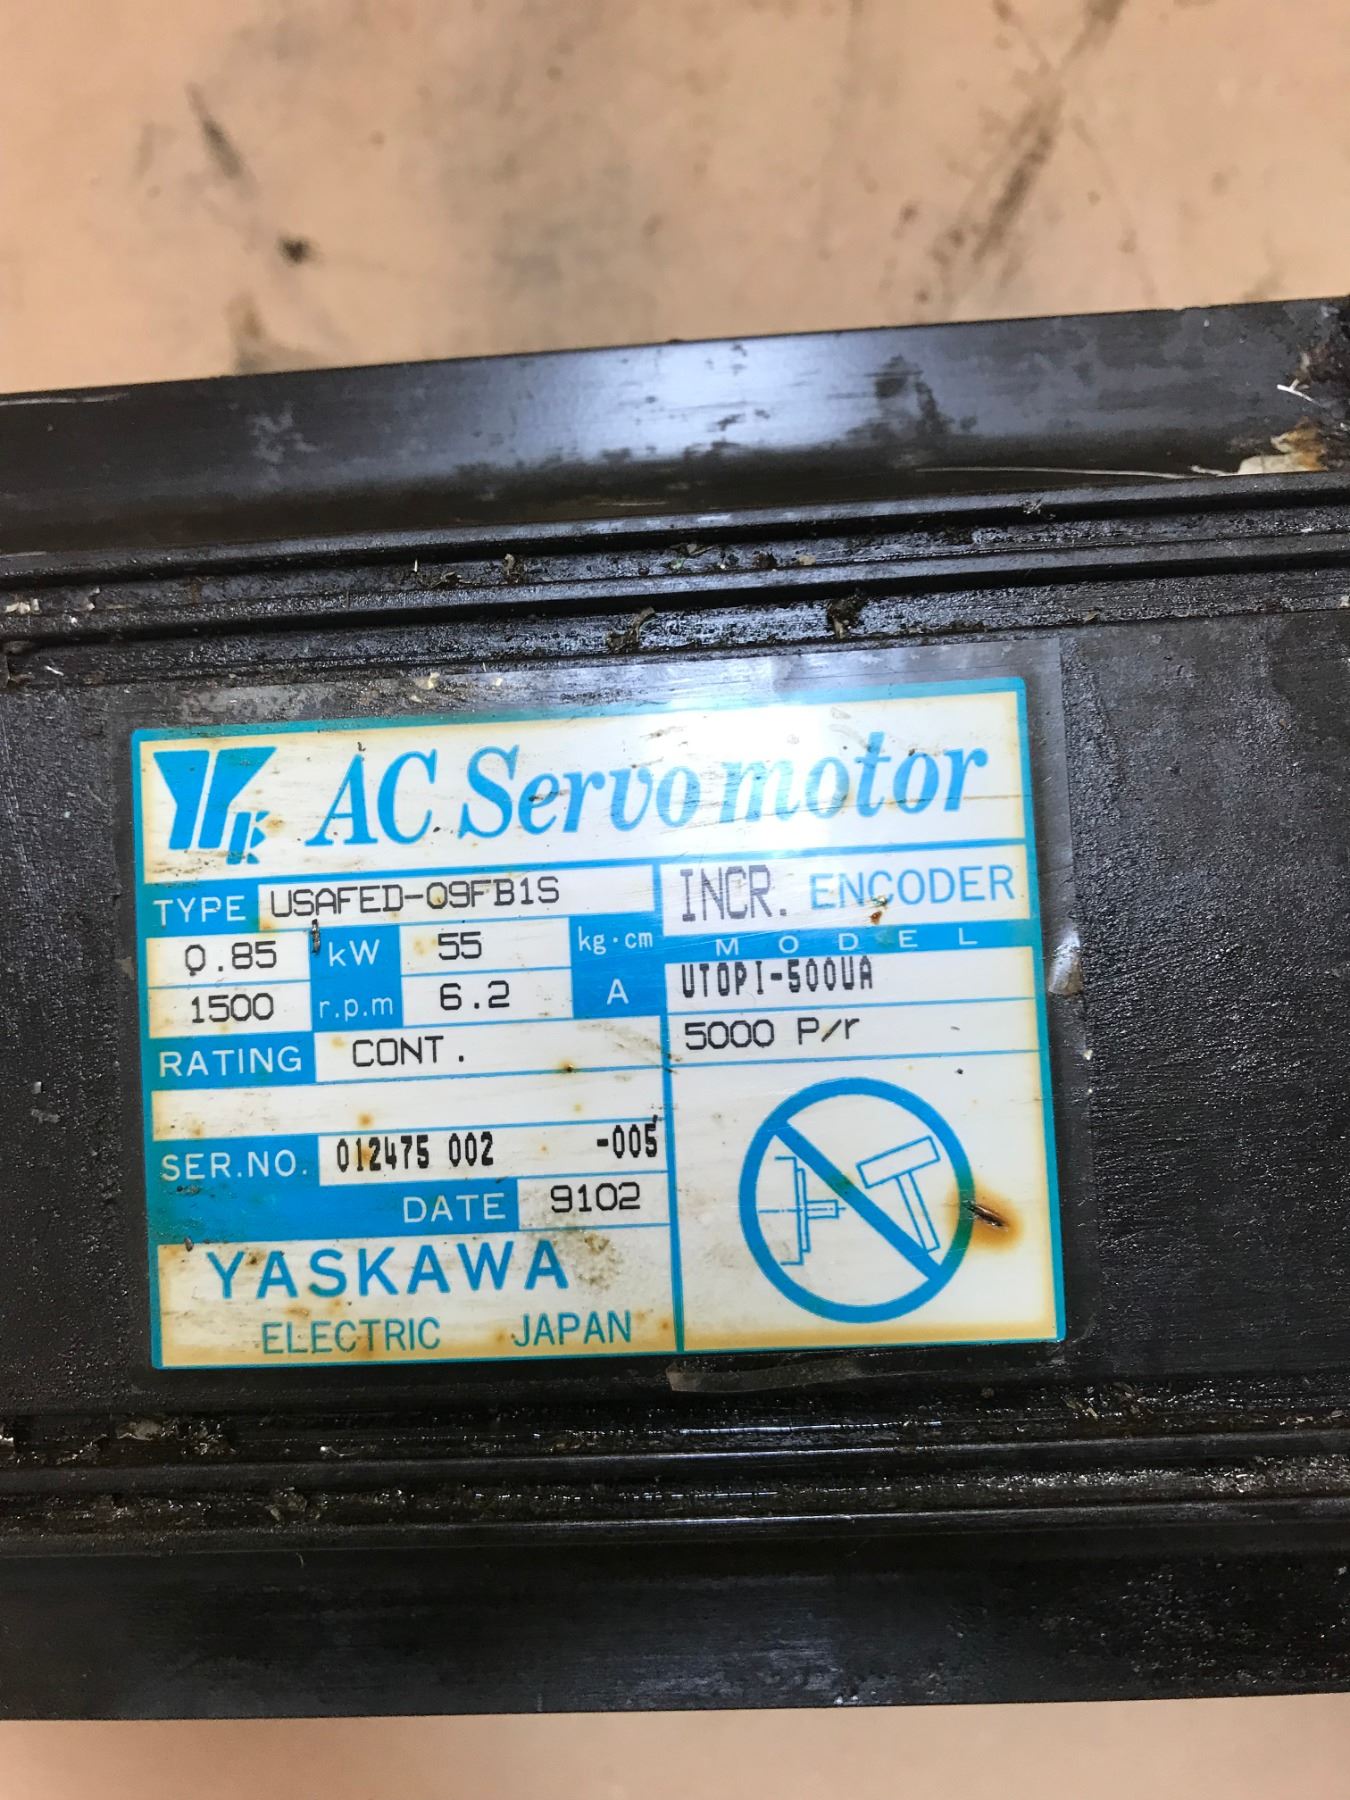 YK AC Servo motor
TYPE USAFED-09FB1S
0.85 kW 55 kg·cm
1500 r.p.m 6.2 A
RATING CONT.
SER.NO. 012475 002 -005
DATE 9102
YASKAWA
ELECTRIC JAPAN
INCR. ENCODER
MODEL
UTOPI-500UA
5000 P/r